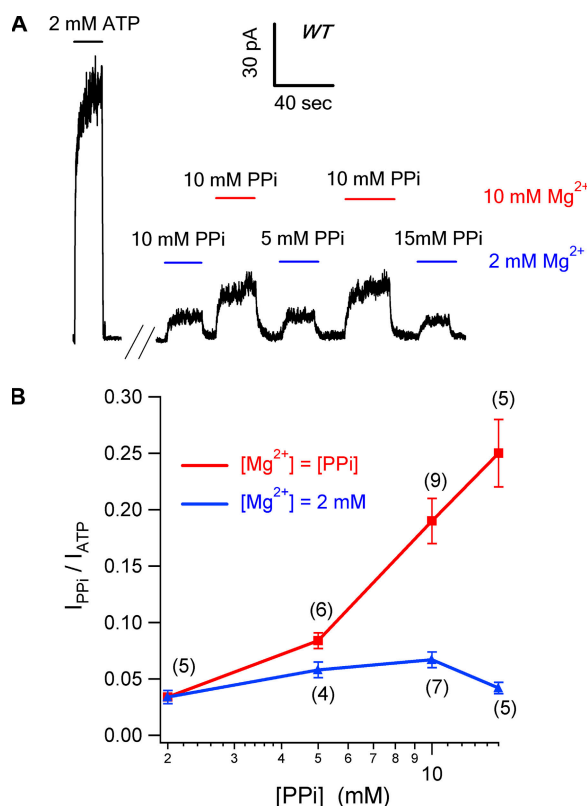 A
2 mM ATP
WT
30 pA
40 sec
10 mM PPi 10 mM PPi 10 mM Mg²⁺
10 mM PPi 5 mM PPi 15mM PPi 2 mM Mg²⁺
B
0.30
0.25
0.20
0.15
0.10
0.05
0.00
I_PPi / I_ATP
[Mg²⁺] = [PPi]
[Mg²⁺] = 2 mM
(5)
(9)
(6)
(5)
(4)
(7)
(5)
2 3 4 5 6 7 8 9 10
[PPi] (mM)